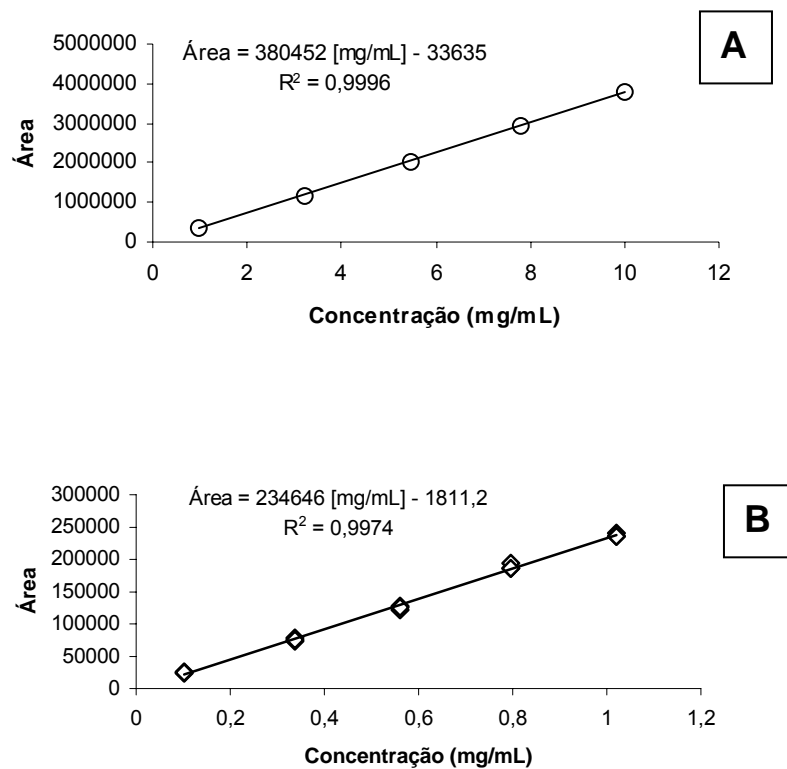 A
Área = 380452 [mg/mL] - 33635
R² = 0,9996
5000000
4000000
3000000
2000000
1000000
0
Área
0 2 4 6 8 10 12
Concentração (mg/mL)
B
Área = 234646 [mg/mL] - 1811,2
R² = 0,9974
300000
250000
200000
150000
100000
50000
0
Área
0 0,2 0,4 0,6 0,8 1 1,2
Concentração (mg/mL)